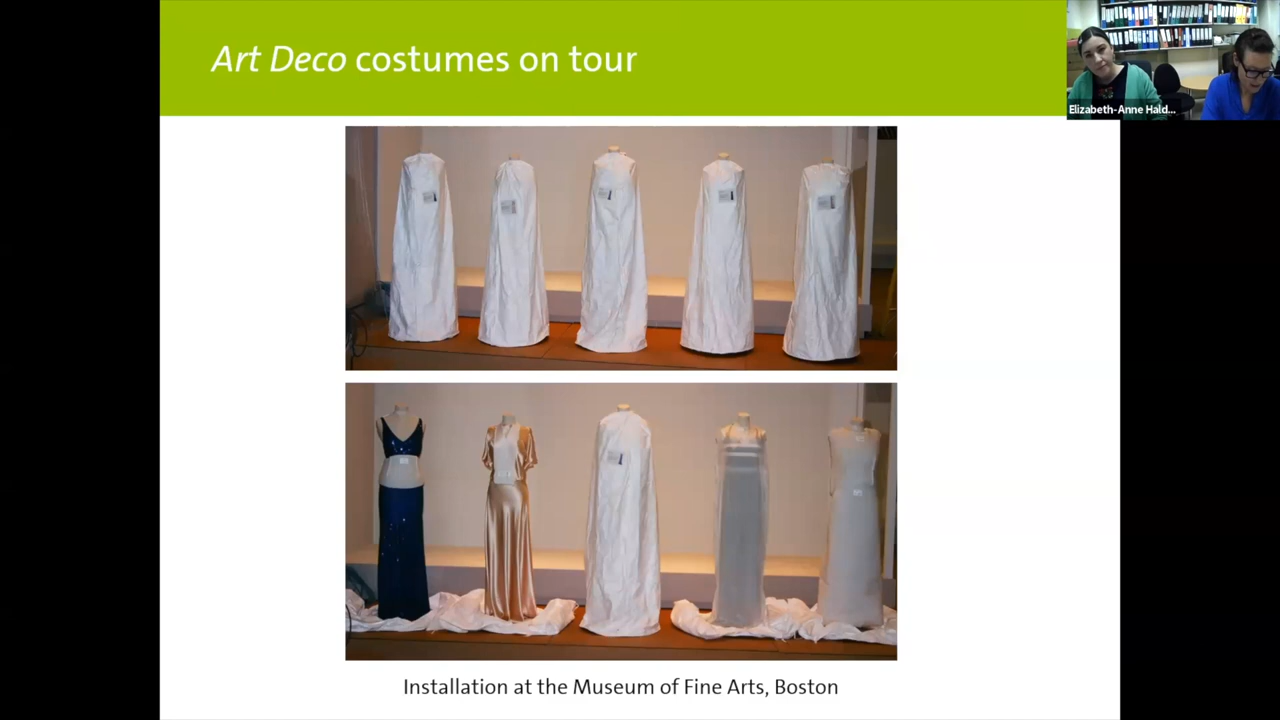 Art Deco costumes on tour
Elizabeth-Anne Hald...
Installation at the Museum of Fine Arts, Boston